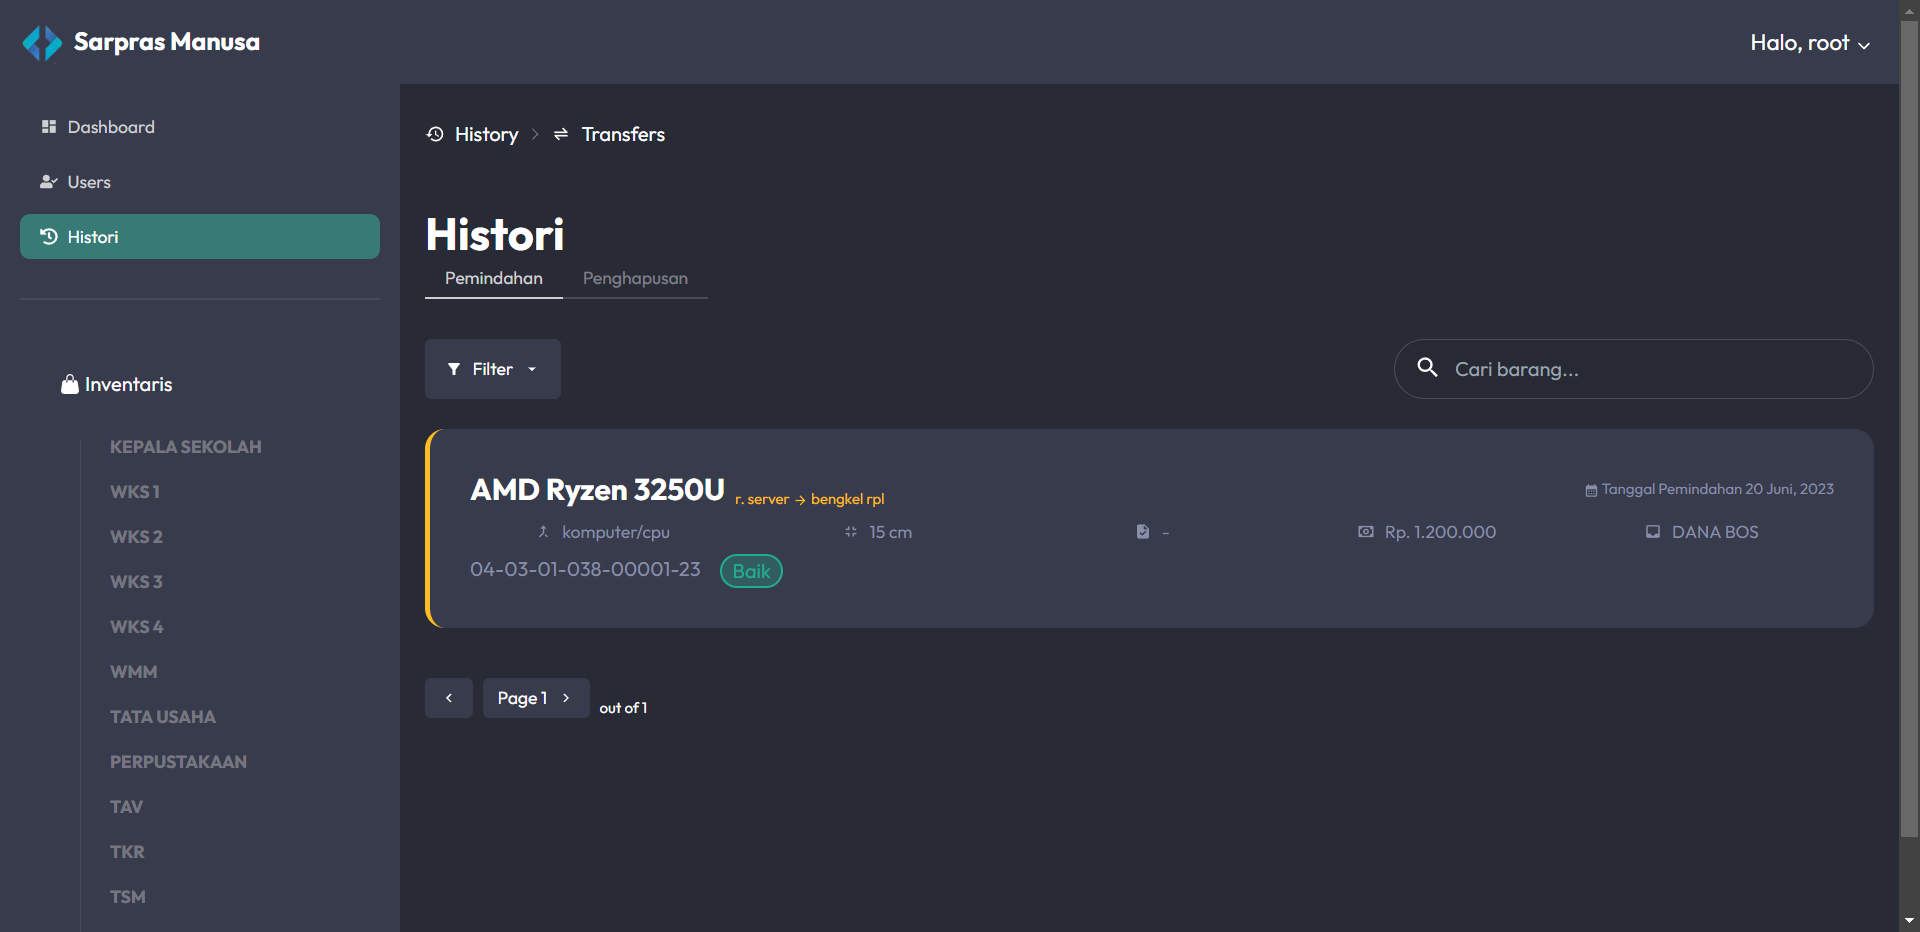 Sarpras Manusa
Halo, root
Dashboard
Users
Histori
Inventaris
KEPALA SEKOLAH
WKS 1
WKS 2
WKS 3
WKS 4
WMM
TATA USAHA
PERPUSTAKAAN
TAV
TKR
TSM
History > Transfers
Histori
Pemindahan Penghapusan
Filter
Cari barang...
AMD Ryzen 3250U r. server → bengkel rpl
Tanggal Pemindahan 20 Juni, 2023
komputer/cpu 15 cm - Rp. 1.200.000 DANA BOS
04-03-01-038-00001-23 Baik
Page 1 out of 1